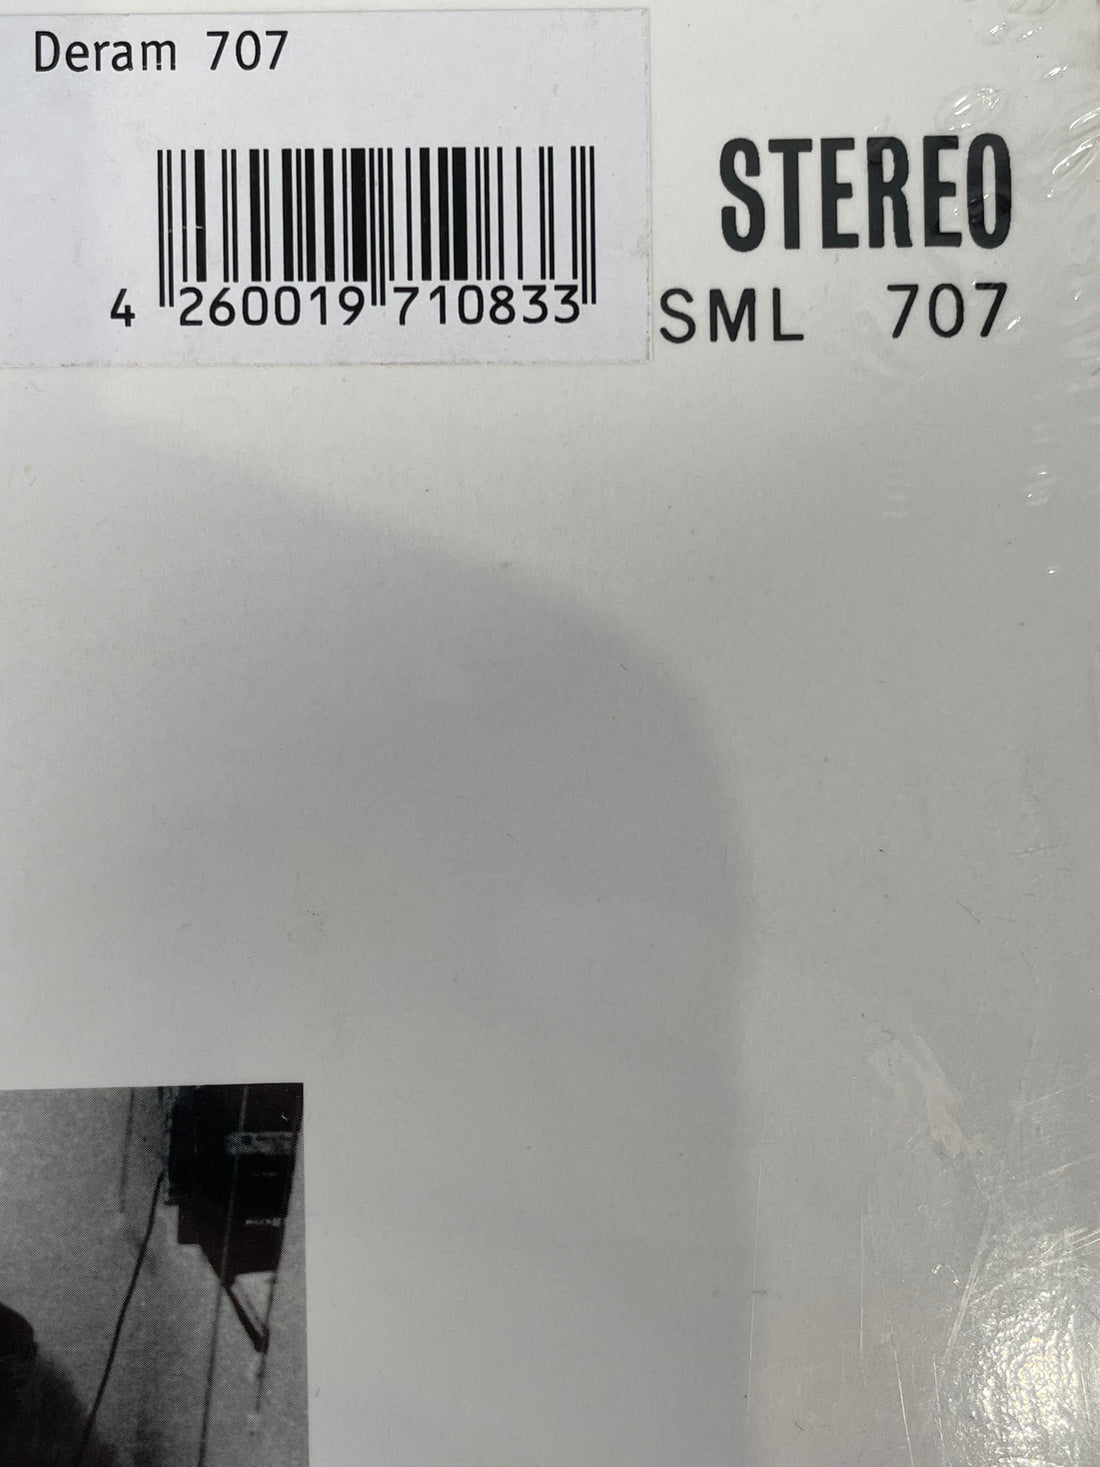 Deram 707
STEREO
4 260019 710833
SML 707